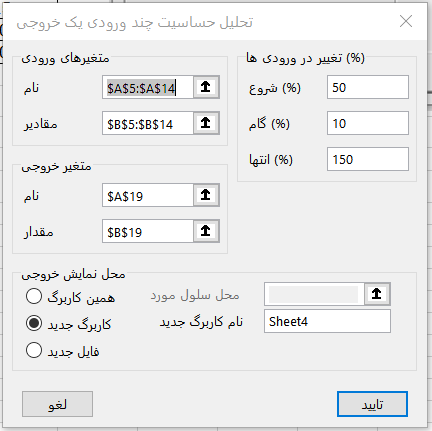 تحلیل حساسیت چند ورودی یک خروجی
متغیرهای ورودی
نام
$A$5:$A$14
مقادیر
$B$5:$B$14
تغییر در ورودی ها (%)
شروع (%)
50
گام (%)
10
انتها (%)
150
متغیر خروجی
نام
$A$19
مقدار
$B$19
محل نمایش خروجی
همین کاربرگ
محل سلول مورد
کاربرگ جدید
نام کاربرگ جدید
Sheet4
فایل جدید
تایید
لغو